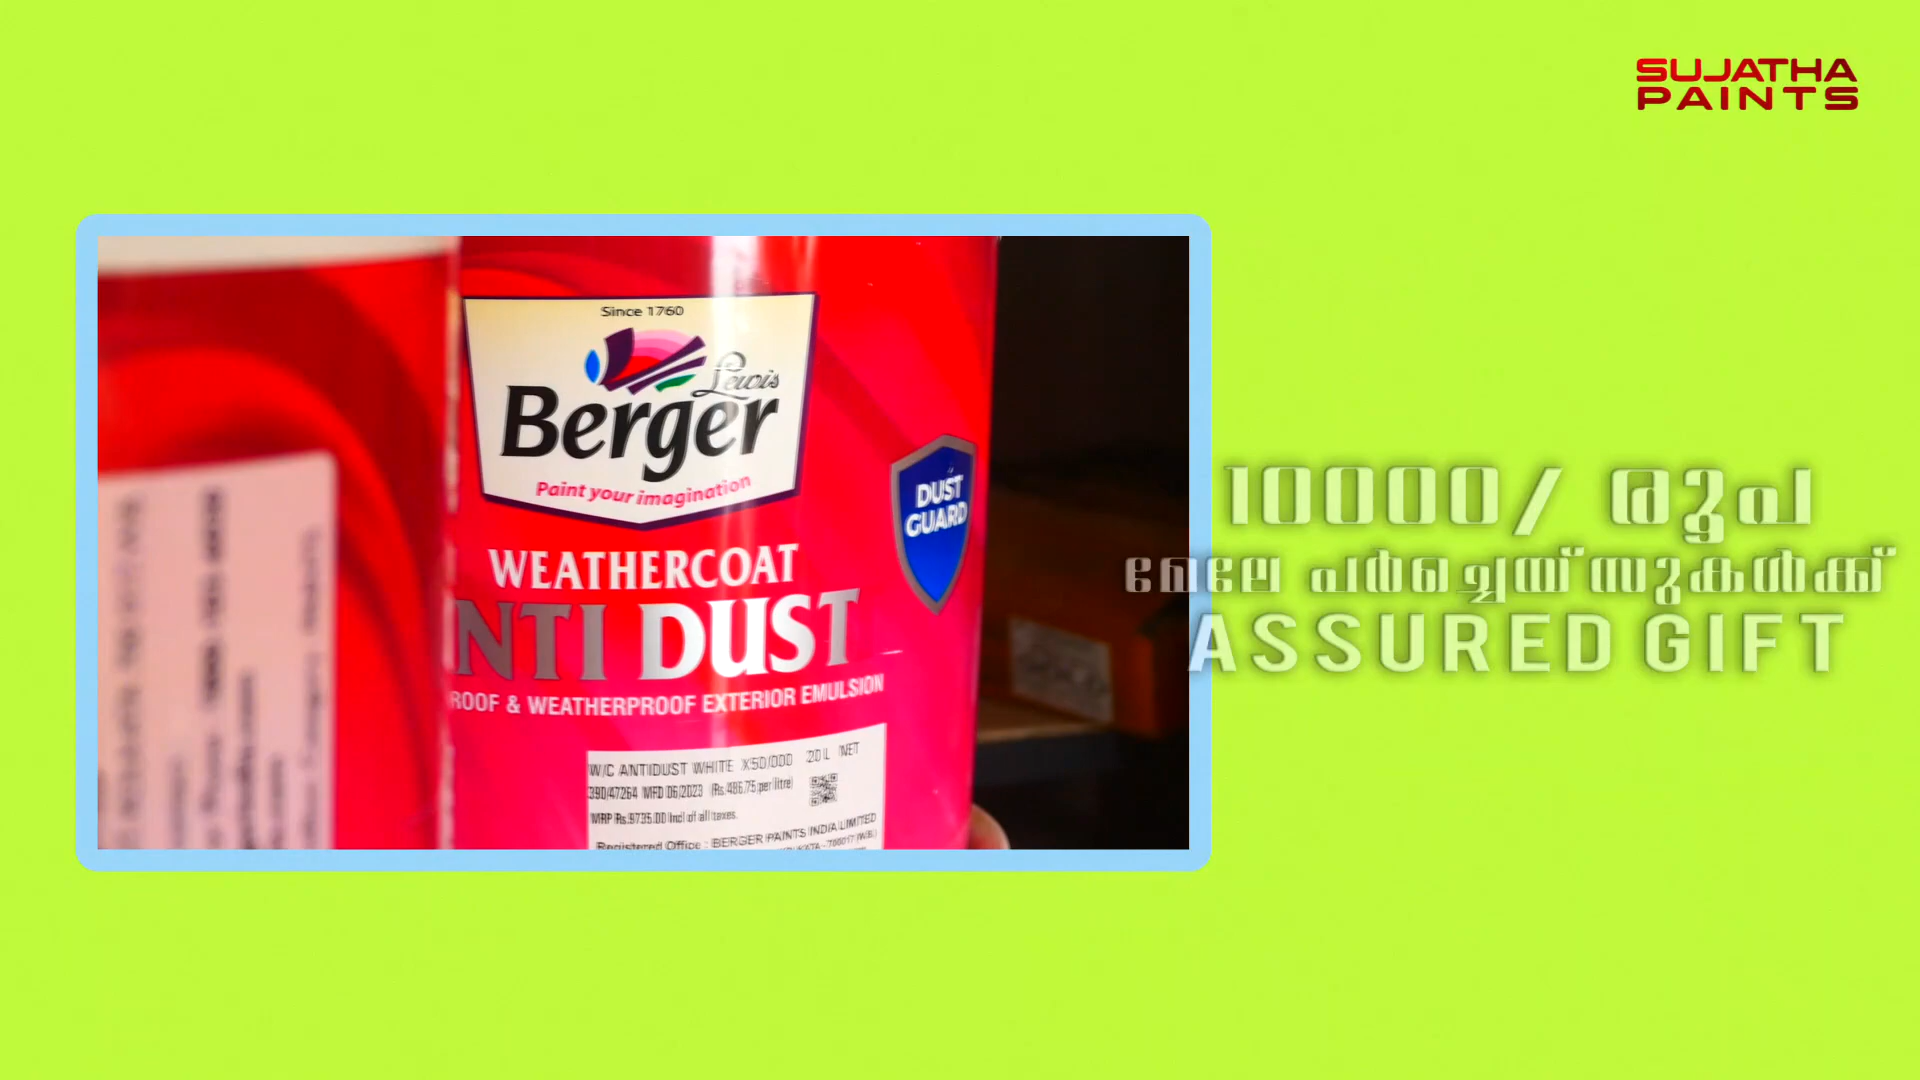 SUJATHA
PAINTS
Since 1760
Lewis
Berger
Paint your imagination
DUST
GUARD
WEATHERCOAT
NTI DUST
ROOF & WEATHERPROOF EXTERIOR EMULSION
W/C ANTIDUST WHITE X50/000 20 L NET
390/47264 MFD 06/2023 (Rs. 486.75 per litre)
MRP Rs.9735.00 Incl of all taxes.
Registered Office : BERGER PAINTS INDIA LIMITED
10000/ രൂപ
മേലേ പർച്ചെയ്സുകൾക്ക്
ASSURED GIFT